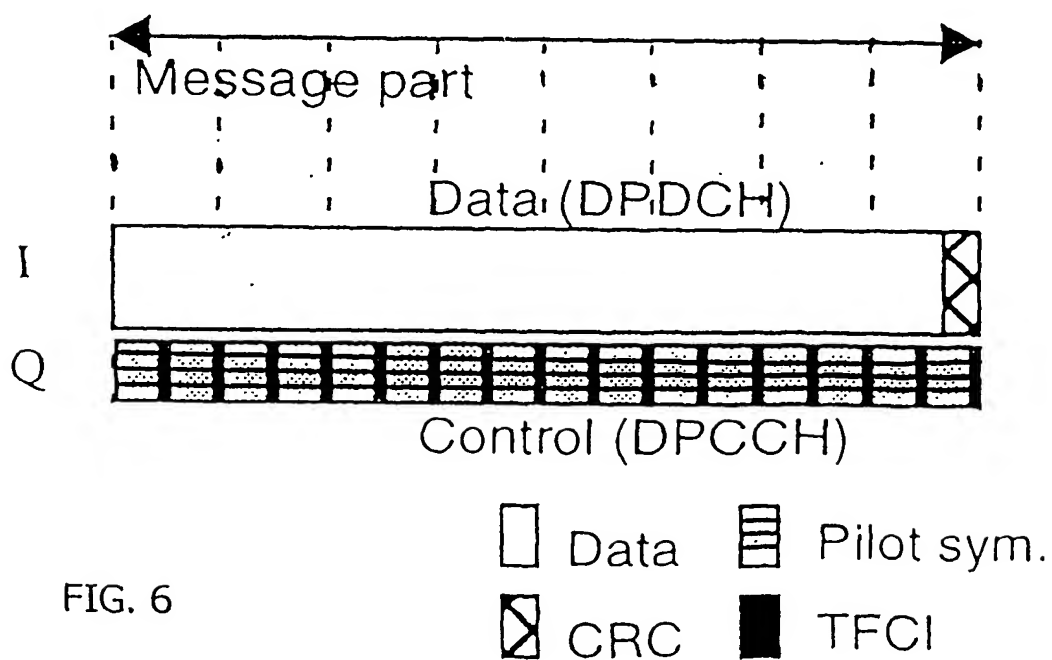 Message part
Data (DPDCH)
I
Q
Control (DPCCH)
Data
Pilot sym.
CRC
TFCI
FIG. 6